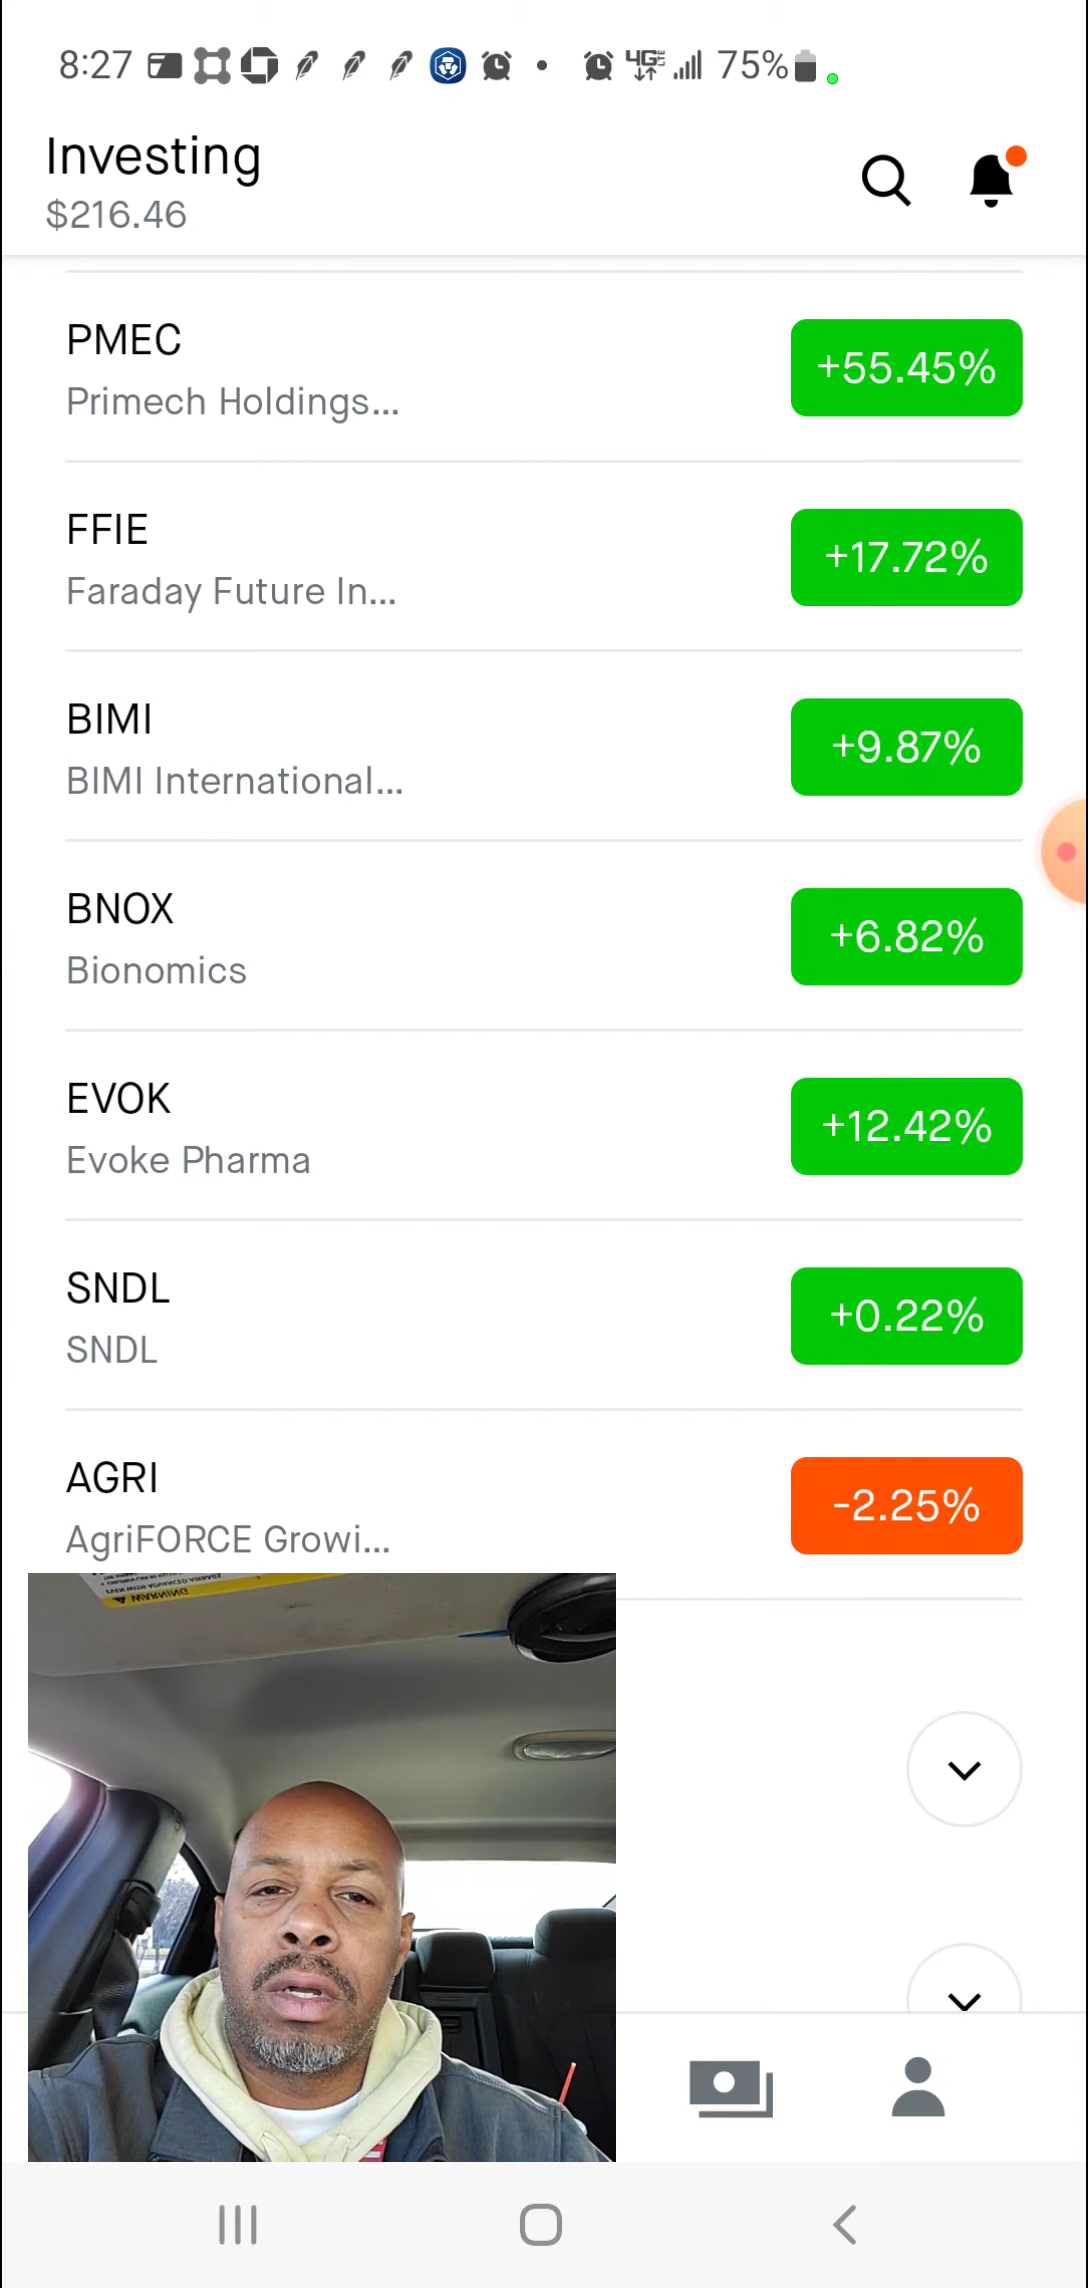 8:27
4G
75%
Investing
$216.46
PMEC
+55.45%
Primech Holdings...
FFIE
+17.72%
Faraday Future In...
BIMI
+9.87%
BIMI International...
BNOX
+6.82%
Bionomics
EVOK
+12.42%
Evoke Pharma
SNDL
+0.22%
SNDL
AGRI
-2.25%
AgriFORCE Growi...
WARNING